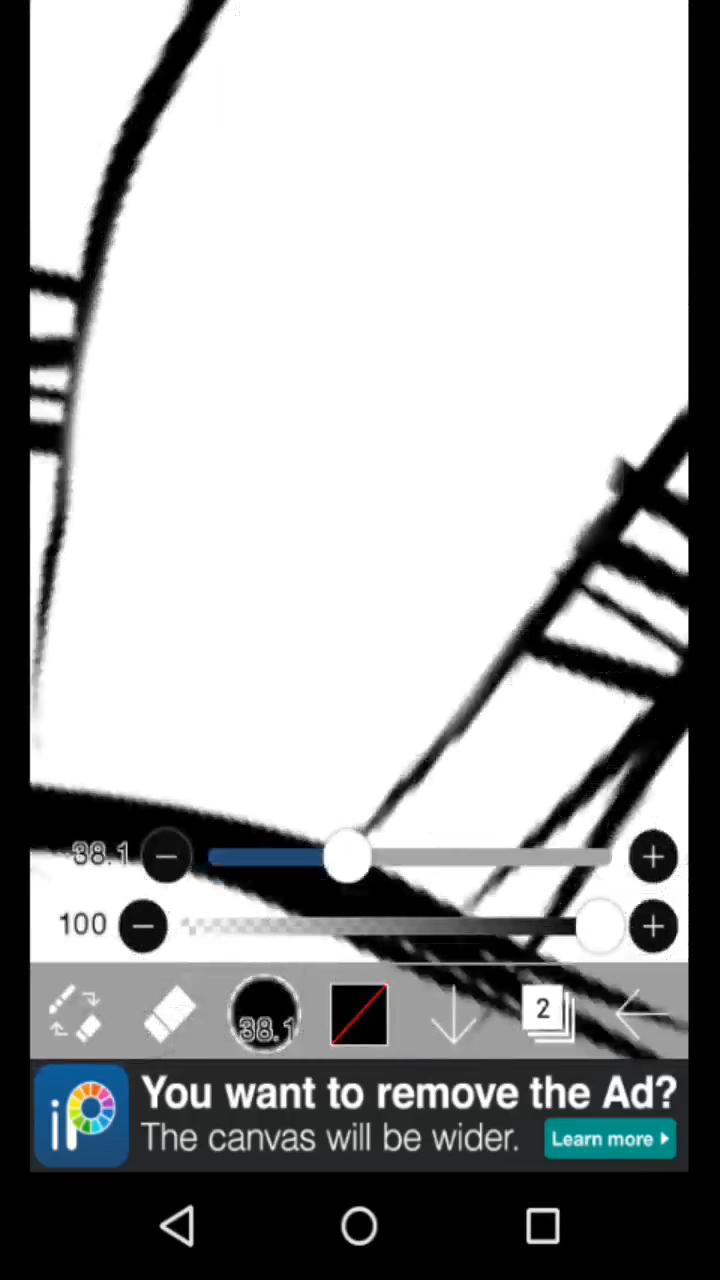 38.1
100
38.1
2
iP
You want to remove the Ad?
The canvas will be wider.
Learn more